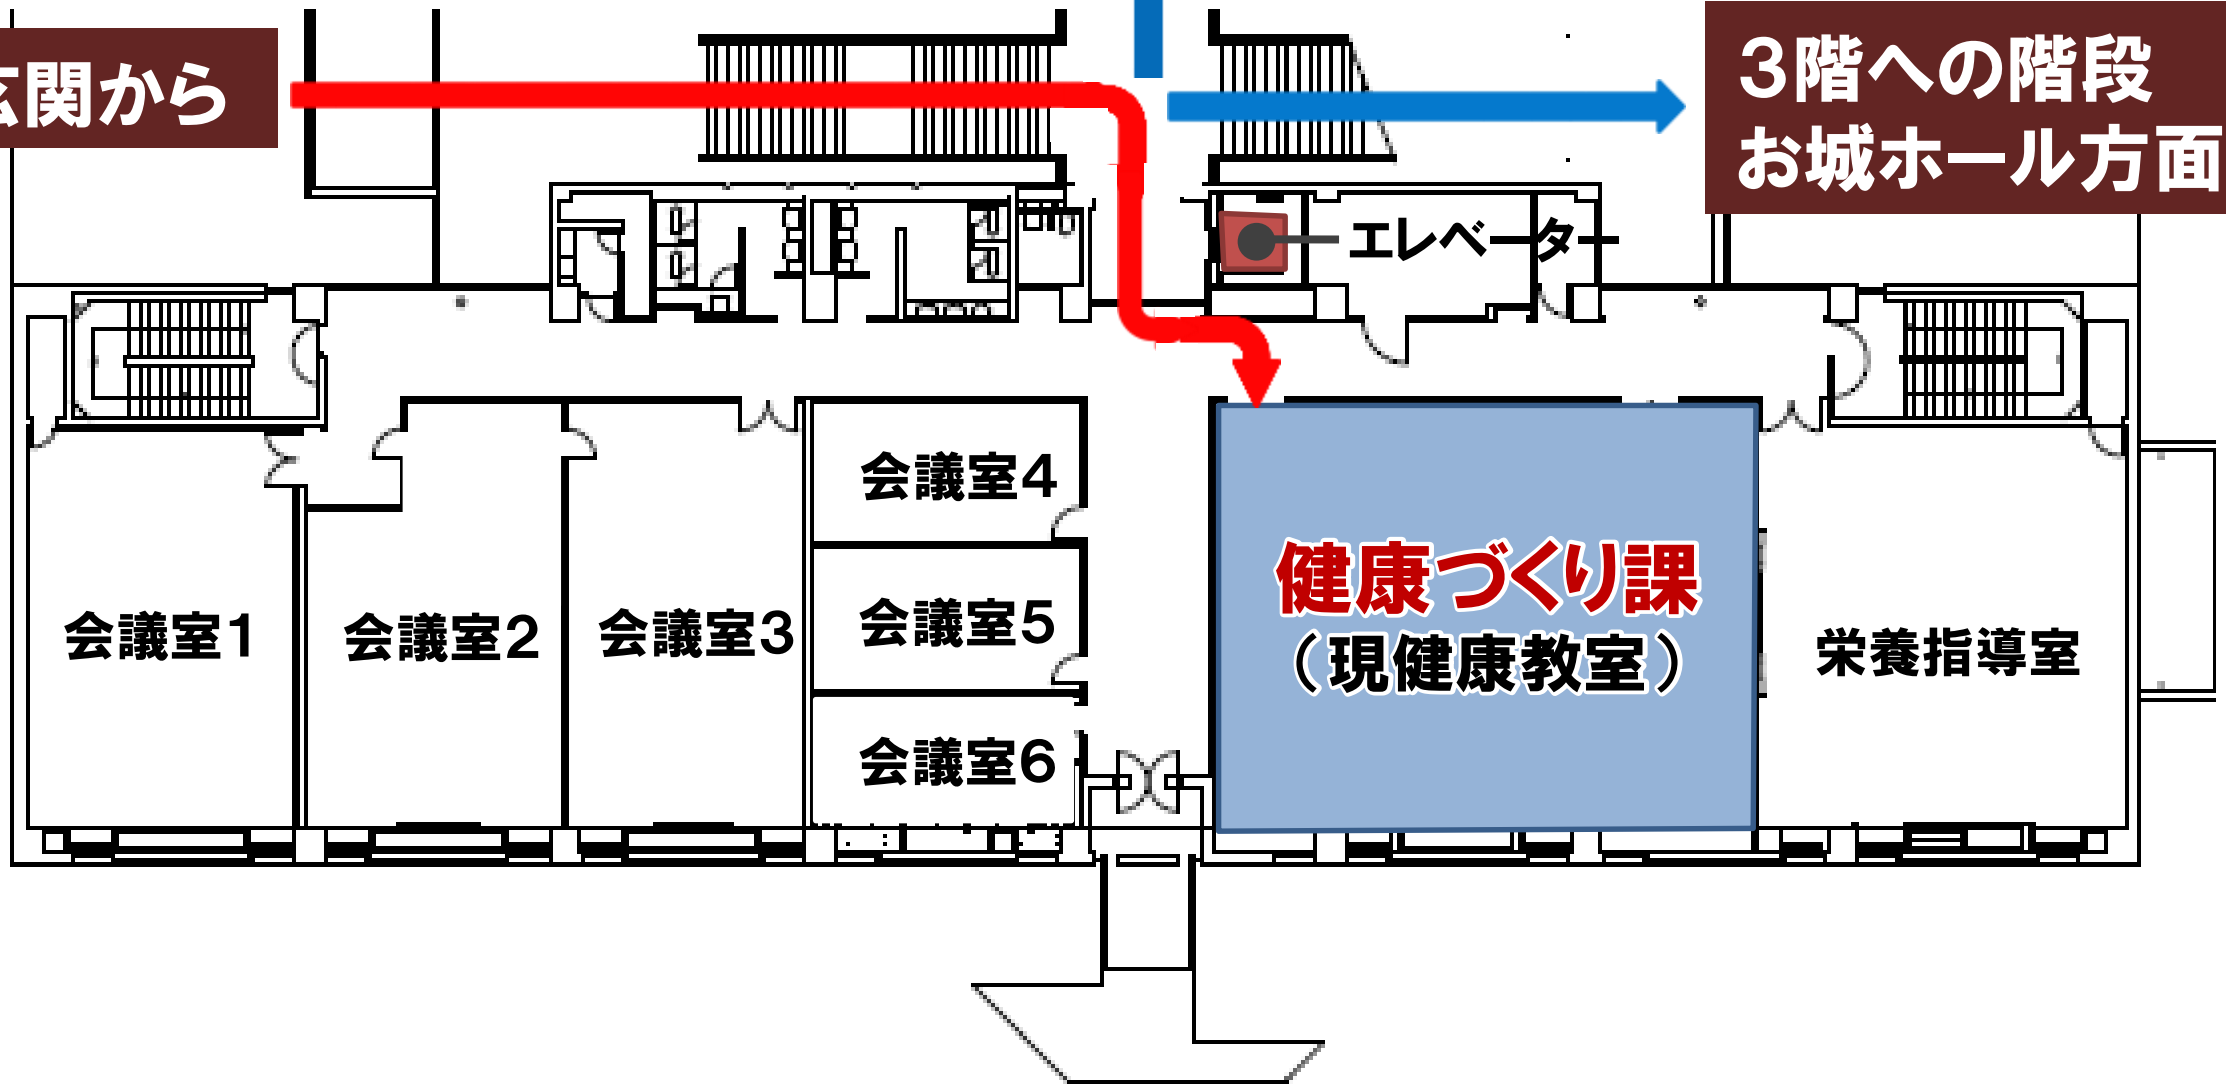 玄関から
3階への階段
お城ホール方面
エレベーター
会議室1
会議室2
会議室3
会議室4
会議室5
会議室6
健康づくり課
(現健康教室)
栄養指導室